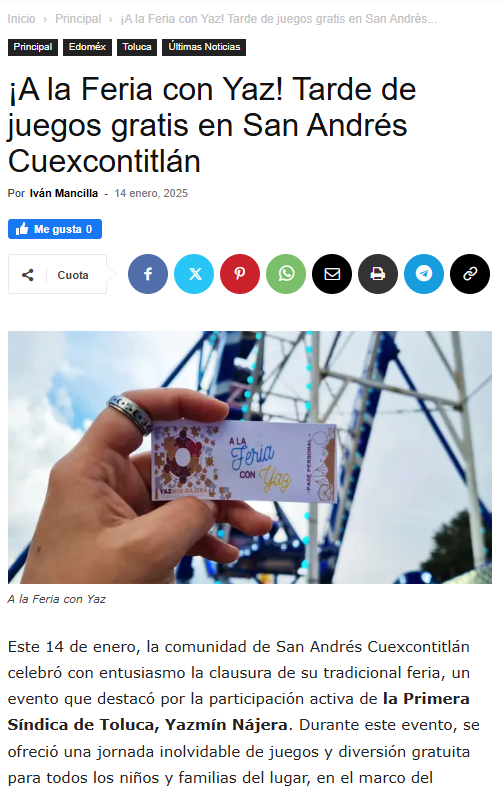 Inicio › Principal › ¡A la Feria con Yaz! Tarde de juegos gratis en San Andrés...
Principal Edoméx Toluca Últimas Noticias
¡A la Feria con Yaz! Tarde de
juegos gratis en San Andrés
Cuexcontitlán
Por Iván Mancilla - 14 enero, 2025
Me gusta 0
Cuota
A LA
Feria
CON Yaz
YAZMÍN NÁJERA
-PASE PERSONAL-
A la Feria con Yaz
Este 14 de enero, la comunidad de San Andrés Cuexcontitlán
celebró con entusiasmo la clausura de su tradicional feria, un
evento que destacó por la participación activa de la Primera
Síndica de Toluca, Yazmín Nájera. Durante este evento, se
ofreció una jornada inolvidable de juegos y diversión gratuita
para todos los niños y familias del lugar, en el marco del